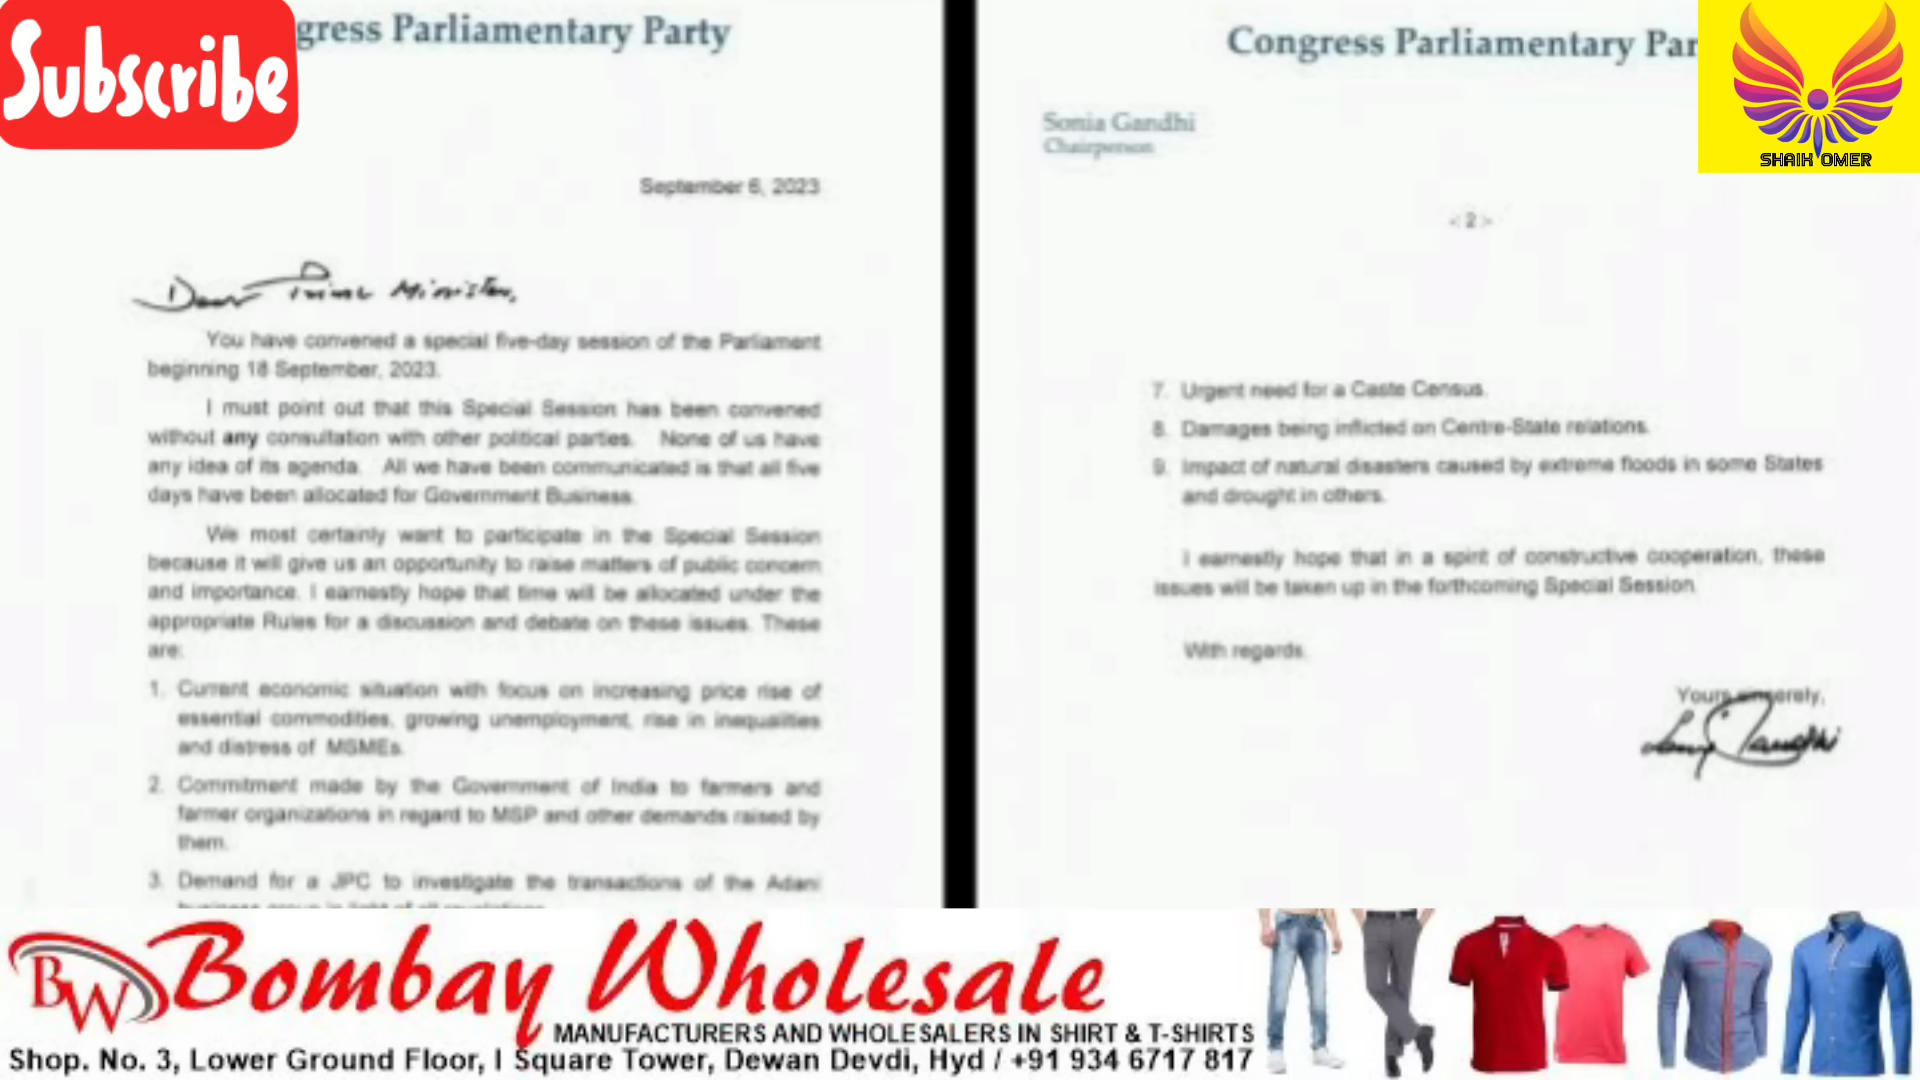 Subscribe
gress Parliamentary Party
September 6, 2023
Dear Prime Minister,
You have convened a special five-day session of the Parliament
beginning 18 September, 2023.
I must point out that this Special Session has been convened
without any consultation with other political parties. None of us have
any idea of its agenda. All we have been communicated is that all five
days have been allocated for Government Business.
We most certainly want to participate in the Special Session
because it will give us an opportunity to raise matters of public concern
and importance. I earnestly hope that time will be allocated under the
appropriate Rules for a discussion and debate on these issues. These
are:
1. Current economic situation with focus on increasing price rise of
essential commodities, growing unemployment, rise in inequalities
and distress of MSMEs.
2. Commitment made by the Government of India to farmers and
farmer organizations in regard to MSP and other demands raised by
them.
3. Demand for a JPC to investigate the transactions of the Adani
business group in light of all revelations
Congress Parliamentary Par
SHAIK OMER
Sonia Gandhi
Chairperson
-: 2 :-
7. Urgent need for a Caste Census.
8. Damages being inflicted on Centre-State relations.
9. Impact of natural disasters caused by extreme floods in some States
and drought in others.
I earnestly hope that in a spirit of constructive cooperation, these
issues will be taken up in the forthcoming Special Session.
With regards,
Yours sincerely,
Sonia Gandhi
BW Bombay Wholesale
MANUFACTURERS AND WHOLESALERS IN SHIRT & T-SHIRTS
Shop. No. 3, Lower Ground Floor, I Square Tower, Dewan Devdi, Hyd / +91 934 6717 817